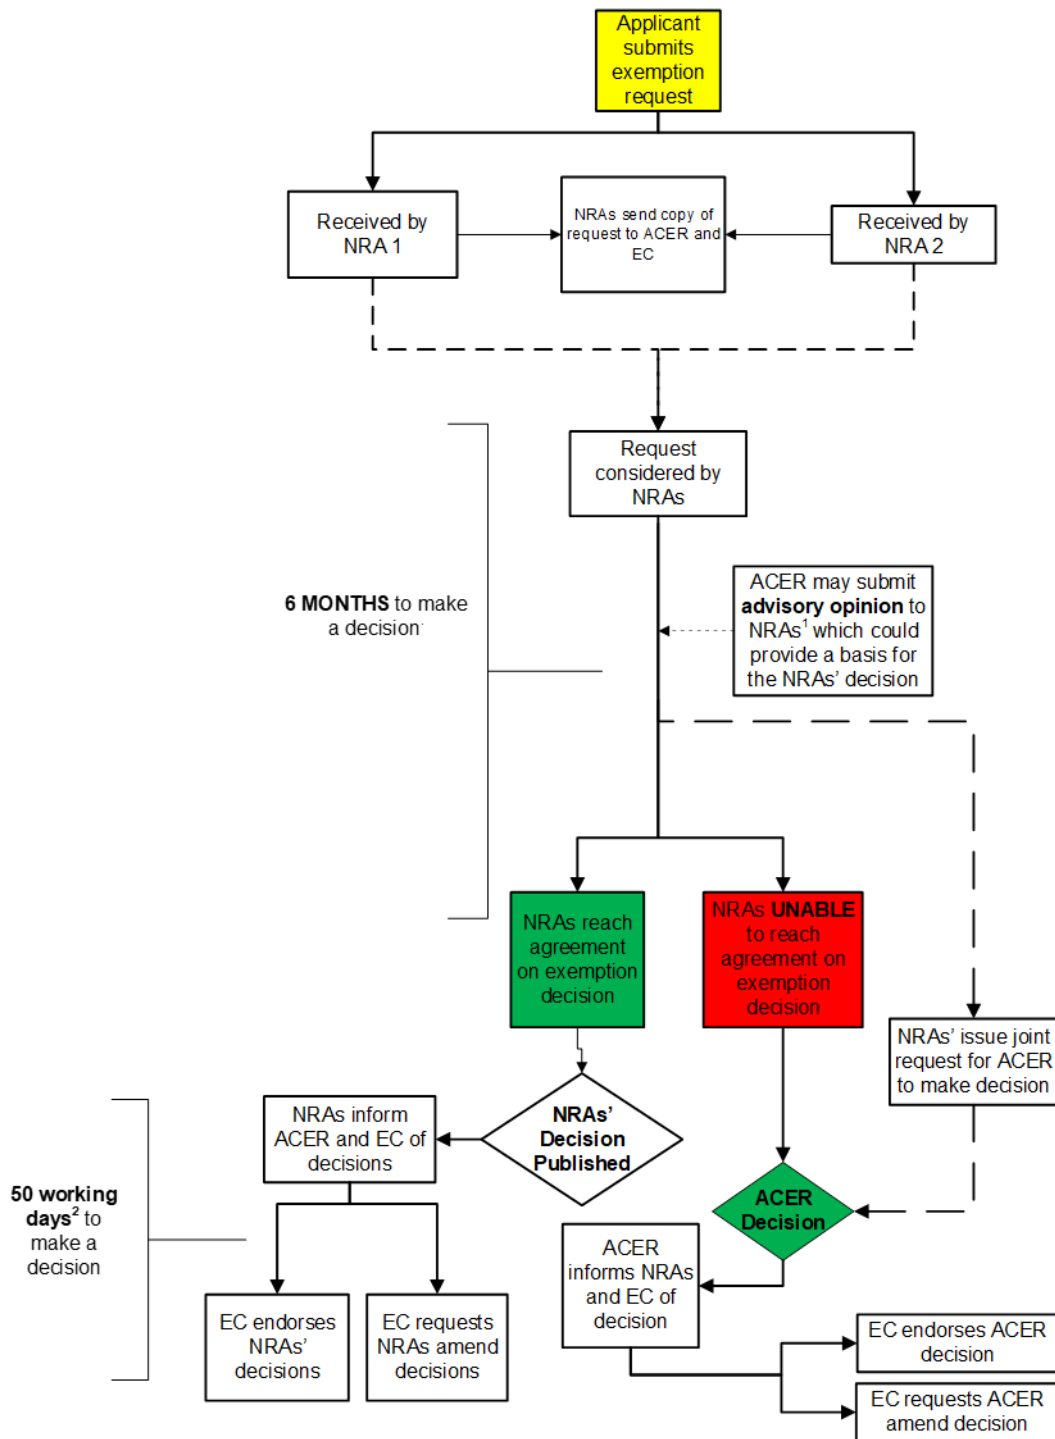 Applicant
submits
exemption
request
Received by
NRA 1
NRAs send copy of
request to ACER and
EC
Received by
NRA 2
Request
considered by
NRAs
6 MONTHS to make
a decision
ACER may submit
advisory opinion to
NRAs¹ which could
provide a basis for
the NRAs' decision
NRAs reach
agreement
on exemption
decision
NRAs UNABLE
to reach
agreement on
exemption
decision
NRAs' issue joint
request for ACER
to make decision
NRAs inform
ACER and EC of
decisions
NRAs'
Decision
Published
ACER
Decision
50 working
days² to
make a
decision
ACER
informs NRAs
and EC of
decision
EC endorses
NRAs'
decisions
EC requests
NRAs amend
decisions
EC endorses ACER
decision
EC requests ACER
amend decision